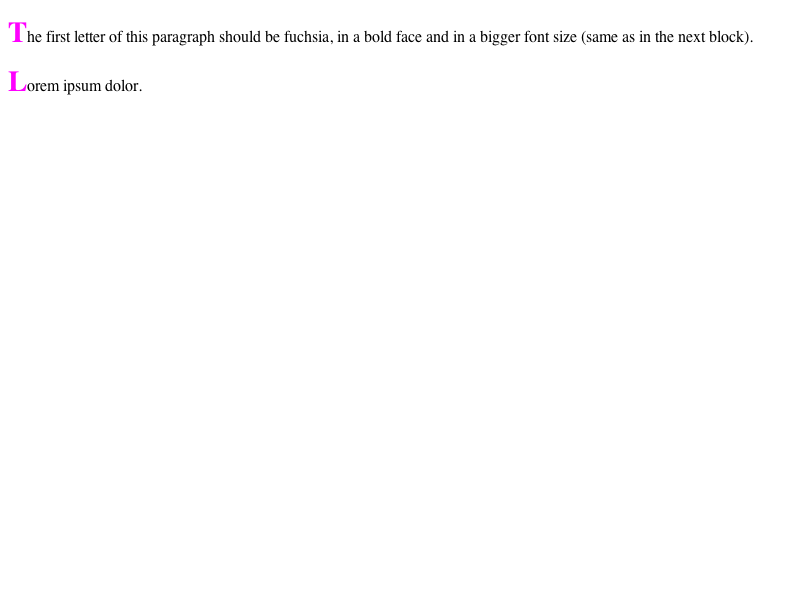 The first letter of this paragraph should be fuchsia, in a bold face and in a bigger font size (same as in the next block).
Lorem ipsum dolor.